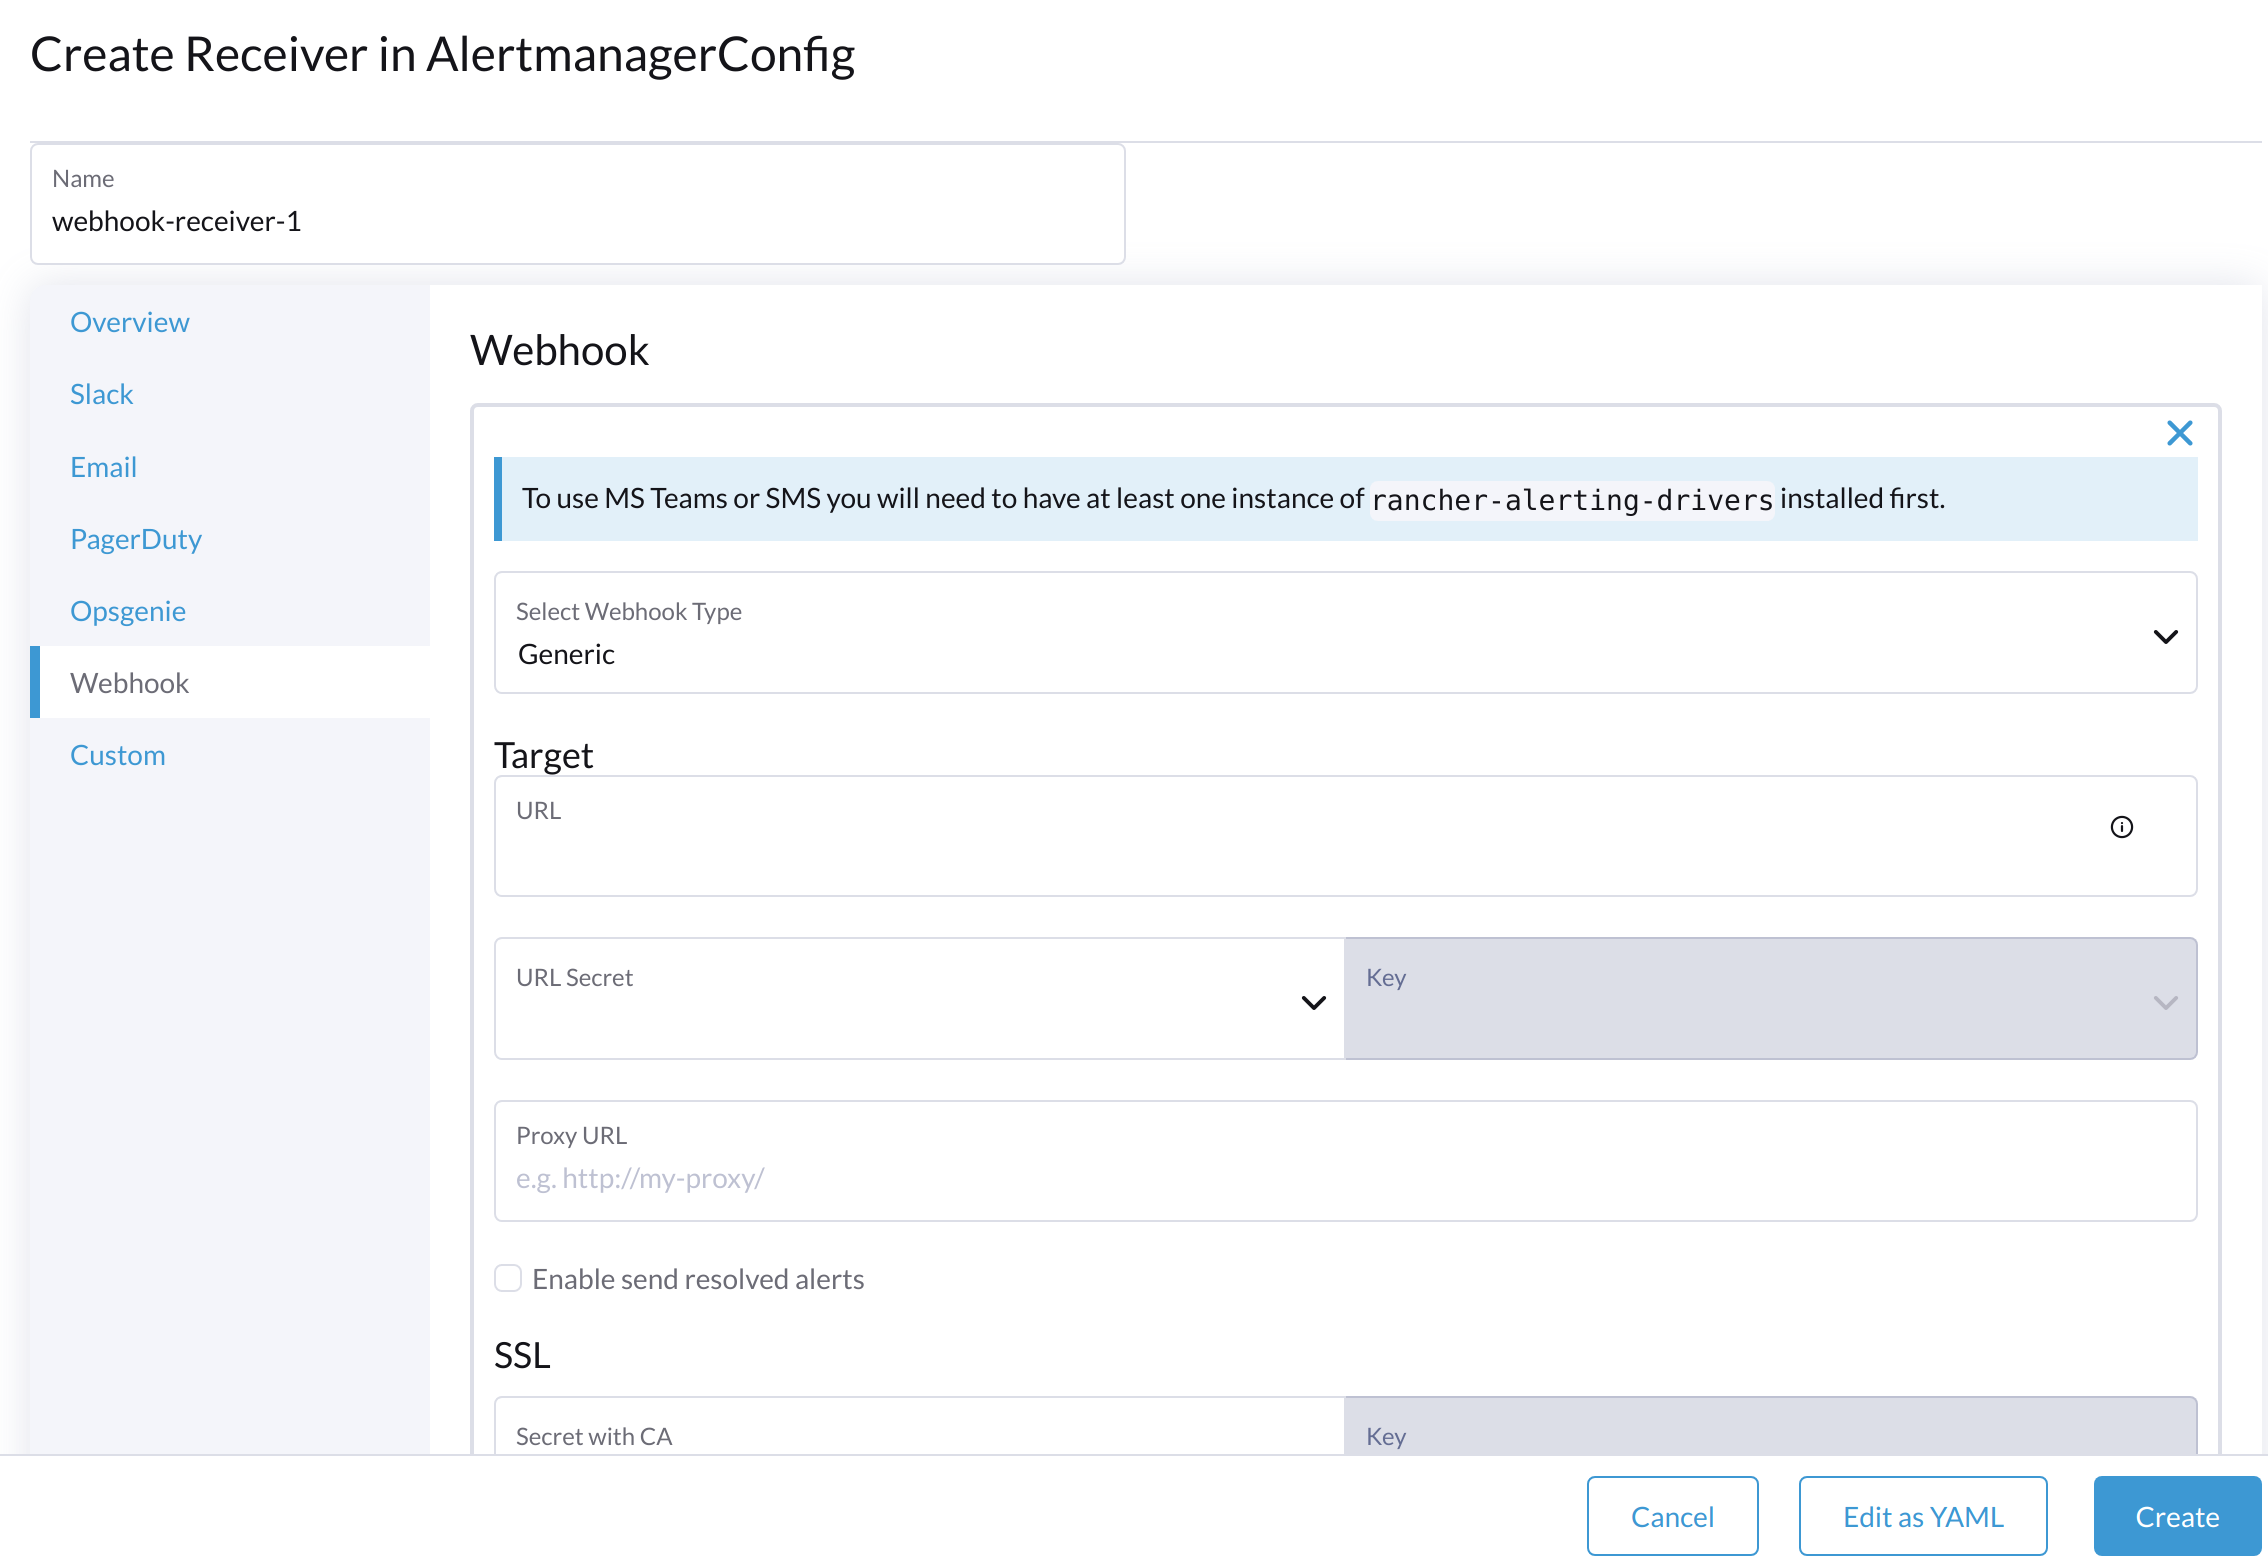 Create Receiver in AlertmanagerConfig
Name
webhook-receiver-1
Overview
Slack
Email
PagerDuty
Opsgenie
Webhook
Custom
Webhook
To use MS Teams or SMS you will need to have at least one instance of rancher-alerting-drivers installed first.
Select Webhook Type
Generic
Target
URL
URL Secret
Key
Proxy URL
e.g. http://my-proxy/
Enable send resolved alerts
SSL
Secret with CA
Key
Cancel
Edit as YAML
Create